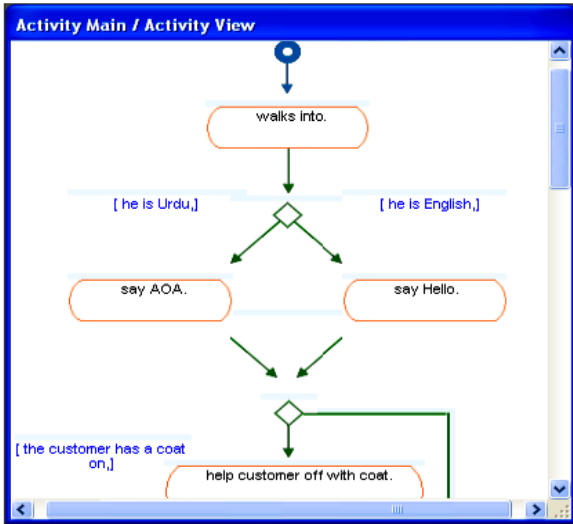 Activity Main / Activity View
walks into.
[ he is Urdu,]
[ he is English,]
say AOA.
say Hello.
[ the customer has a coat
on,]
help customer off with coat.